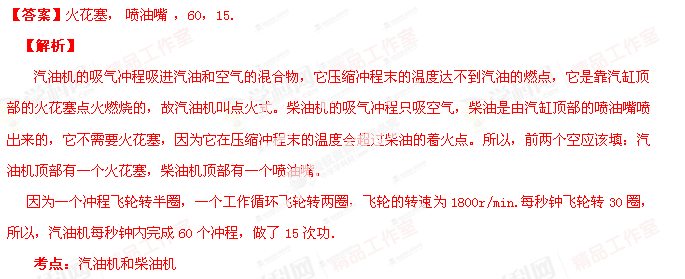 【答案】火花塞， 喷油嘴 ，60，15.
【解析】
汽油机的吸气冲程吸进汽油和空气的混合物，它压缩冲程末的温度达不到汽油的燃点，它是靠汽缸顶
部的火花塞点火燃烧的，故汽油机叫点火式。柴油机的吸气冲程只吸空气，柴油是由汽缸顶部的喷油嘴喷
出来的，它不需要火花塞，因为它在压缩冲程末的温度会超过柴油的着火点。所以，前两个空应该填：汽
油机顶部有一个火花塞，柴油机顶部有一个喷油嘴.
因为一个冲程飞轮转半圈，一个工作循环飞轮转两圈，飞轮的转速为 1800r/min.每秒钟飞轮转 30 圈，
所以，汽油机每秒钟内完成 60 个冲程，做了 15 次功.
考点：汽油机和柴油机